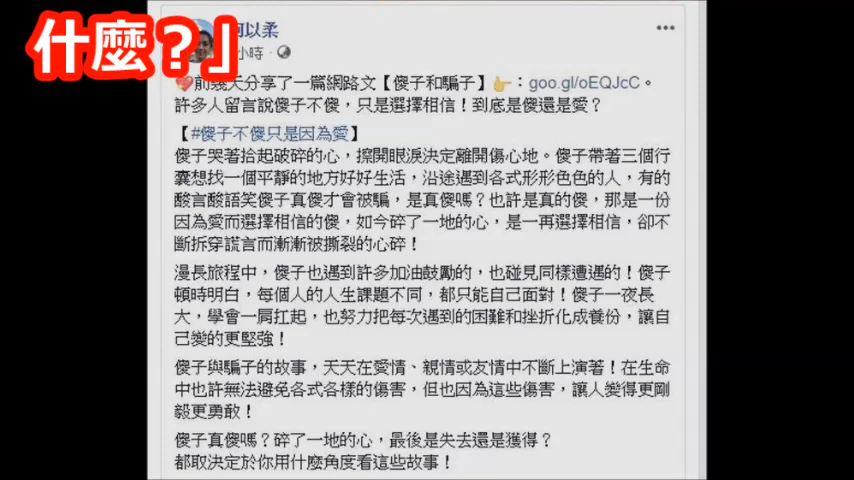 什麼？」
何以柔
小時
前幾天分享了一篇網路文【傻子和騙子】：goo.gl/oEQJcC。
許多人留言說傻子不傻，只是選擇相信！到底是傻還是愛？
【#傻子不傻只是因為愛】
傻子哭著拾起破碎的心，擦開眼淚決定離開傷心地。傻子帶著三個行
囊想找一個平靜的地方好好生活，沿途遇到各式形形色色的人，有的
酸言酸語笑傻子真傻才會被騙，是真傻嗎？也許是真的傻，那是一份
因為愛而選擇相信的傻，如今碎了一地的心，是一再選擇相信，卻不
斷拆穿謊言而漸漸被撕裂的心碎！
漫長旅程中，傻子也遇到許多加油鼓勵的，也碰見同樣遭遇的！傻子
頓時明白，每個人的人生課題不同，都只能自己面對！傻子一夜長
大，學會一肩扛起，也努力把每次遇到的困難和挫折化成養份，讓自
己變的更堅強！
傻子與騙子的故事，天天在愛情、親情或友情中不斷上演著！在生命
中也許無法避免各式各樣的傷害，但也因為這些傷害，讓人變得更剛
毅更勇敢！
傻子真傻嗎？碎了一地的心，最後是失去還是獲得？
都取決定於你用什麼角度看這些故事！